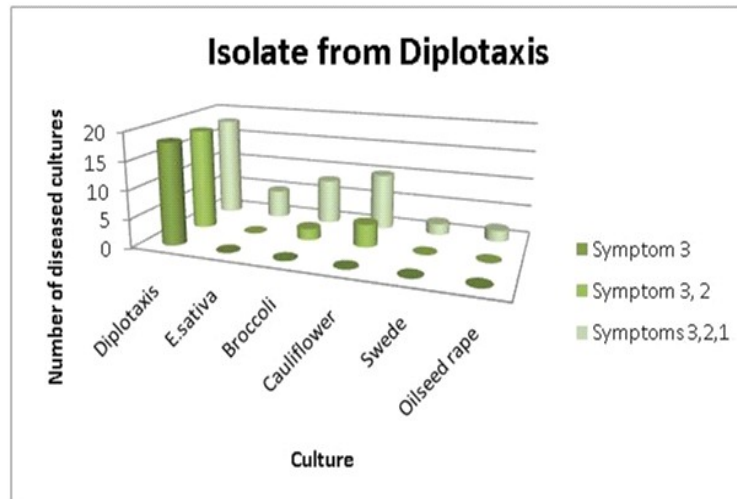 Isolate from Diplotaxis
Number of diseased cultures
20
15
10
5
0
Diplotaxis
E.sativa
Broccoli
Cauliflower
Swede
Oilseed rape
Culture
Symptom 3
Symptom 3, 2
Symptoms 3,2,1